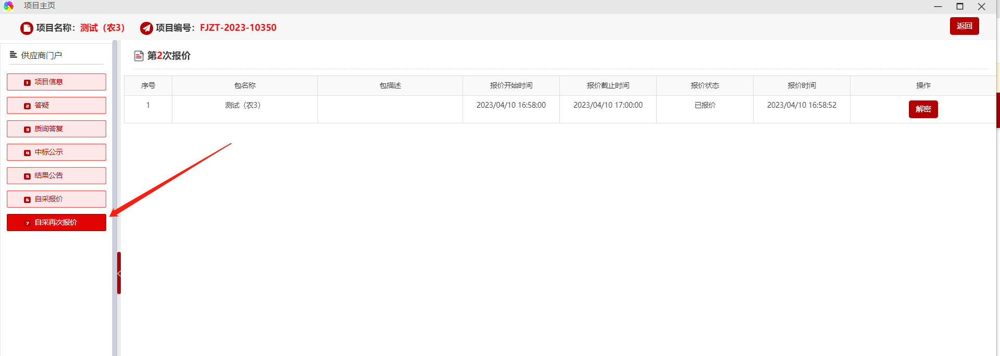 项目主页
项目名称：测试（农3） 项目编号：FJZT-2023-10350 返回
供应商门户
1 项目信息
2 答疑
3 质询答复
4 中标公示
5 结果公告
6 自采报价
7 自采再次报价
第2次报价
序号 包名称 包描述 报价开始时间 报价截止时间 报价状态 报价时间 操作
1 测试（农3） 2023/04/10 16:58:00 2023/04/10 17:00:00 已报价 2023/04/10 16:58:52 解密